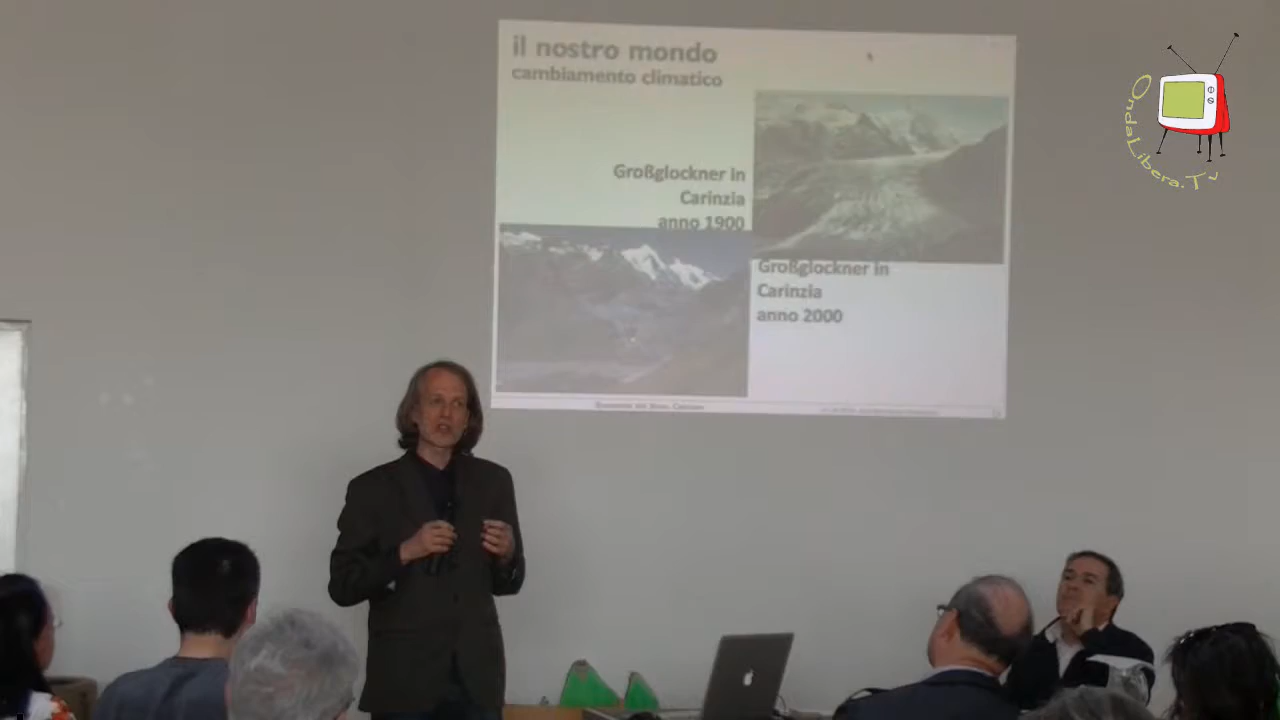 il nostro mondo
cambiamento climatico
Großglockner in
Carinzia
anno 1900
Großglockner in
Carinzia
anno 2000
OndaLibera.Tv